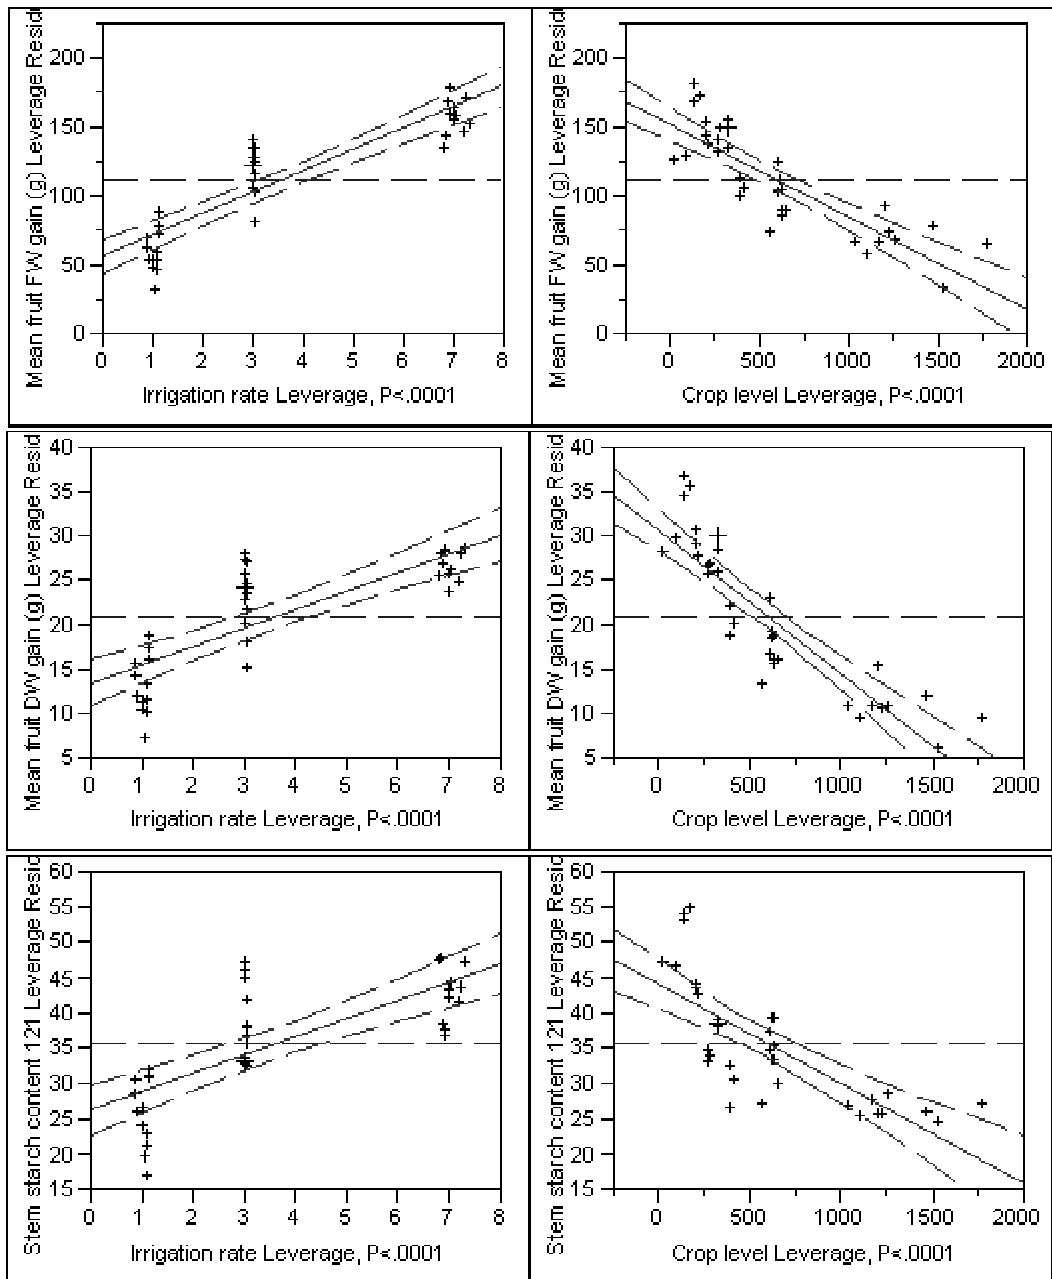 Mean fruit FW gain (g) Leverage Resid
200
150
100
50
0
0 1 2 3 4 5 6 7 8
Irrigation rate Leverage, P<.0001
Mean fruit FW gain (g) Leverage Resid
200
150
100
50
0
0 500 1000 1500 2000
Crop level Leverage, P<.0001
Mean fruit DW gain (g) Leverage Resid
40
35
30
25
20
15
10
5
0 1 2 3 4 5 6 7 8
Irrigation rate Leverage, P<.0001
Mean fruit DW gain (g) Leverage Resid
40
35
30
25
20
15
10
5
0 500 1000 1500 2000
Crop level Leverage, P<.0001
Stem starch content 121 Leverage Resid
60
55
50
45
40
35
30
25
20
15
0 1 2 3 4 5 6 7 8
Irrigation rate Leverage, P<.0001
Stem starch content 121 Leverage Resid
60
55
50
45
40
35
30
25
20
15
0 500 1000 1500 2000
Crop level Leverage, P<.0001